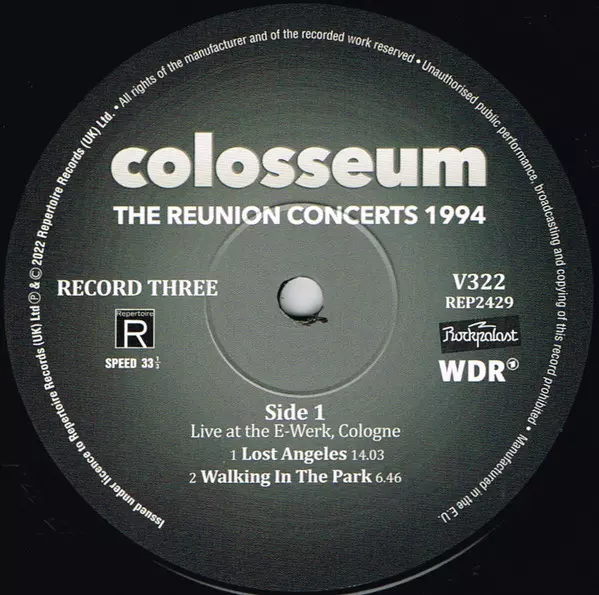 Issued under licence to Repertoire Records (UK) Ltd Ⓟ & © 2022 Repertoire Records (UK) Ltd. • All rights of the manufacturer and of the recorded work reserved • Unauthorised public performance, broadcasting and copying of this record prohibited • Manufactured in the E.U.
colosseum
THE REUNION CONCERTS 1994
RECORD THREE
V322
REP2429
Repertoire
R
SPEED 33 1/3
Rockpalast
WDR
Side 1
Live at the E-Werk, Cologne
1 Lost Angeles 14.03
2 Walking In The Park 6.46